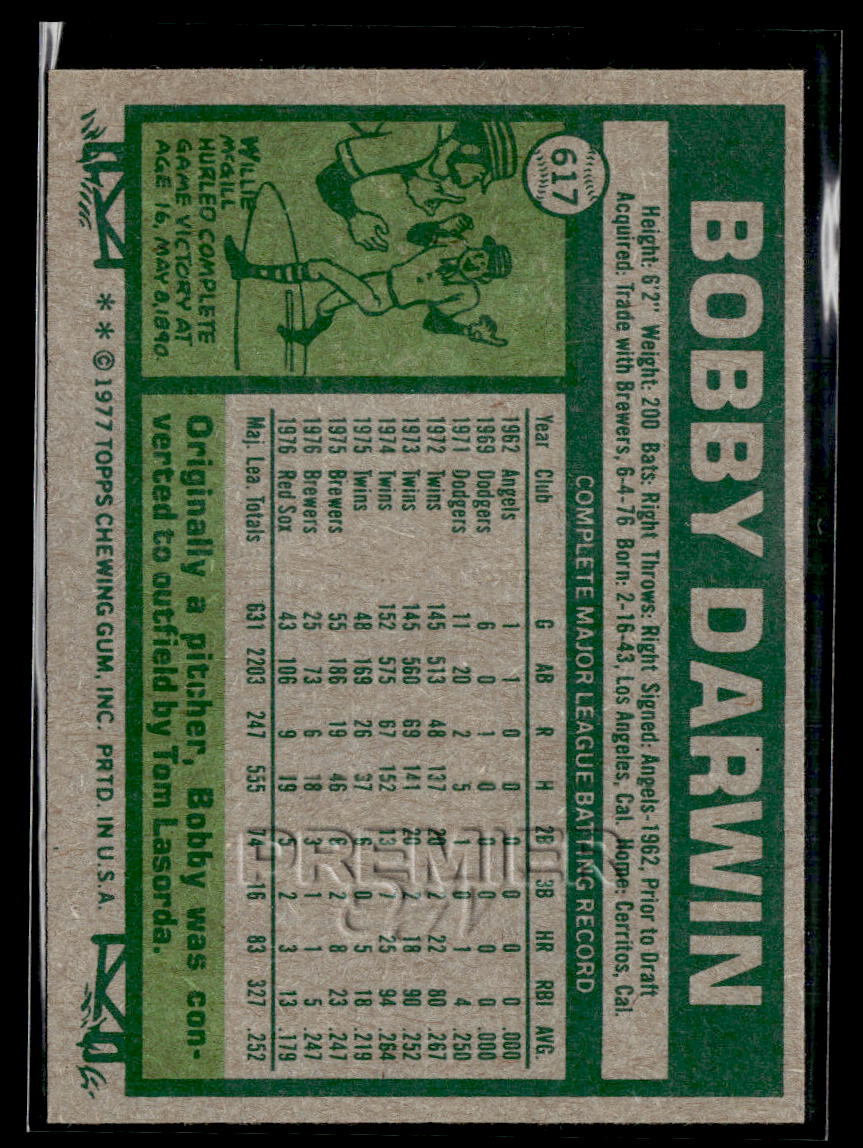 BOBBY DARWIN
617
Height: 6'2" Weight: 200 Bats: Right Throws: Right Signed: Angels-1962, Prior to Draft
Acquired: Trade with Brewers, 6-4-76 Born: 2-16-43, Los Angeles, Cal. Home: Cerritos, Cal.
COMPLETE MAJOR LEAGUE BATTING RECORD
Year Club G AB R H 2B 3B HR RBI AVG.
1962 Angels 1 1 0 0 0 0 0 0 .000
1969 Dodgers 6 0 1 0 0 0 0 0 .000
1971 Dodgers 11 20 2 5 1 0 1 4 .250
1972 Twins 145 513 48 137 20 2 22 80 .267
1973 Twins 145 560 69 141 20 2 18 90 .252
1974 Twins 152 575 67 152 13 7 25 94 .264
1975 Twins 48 169 26 37 6 0 5 18 .219
1975 Brewers 55 186 19 46 6 2 8 23 .247
1976 Brewers 25 73 6 18 3 1 1 5 .247
1976 Red Sox 43 106 9 19 5 2 3 13 .179
Maj. Lea. Totals 631 2203 247 555 74 16 83 327 .252
WILLIE
McGILL
HURLED COMPLETE
GAME VICTORY AT
AGE 16, MAY 8, 1890.
Originally a pitcher, Bobby was con-
verted to outfield by Tom Lasorda.
* * © 1977 TOPPS CHEWING GUM, INC. PRTD. IN U.S.A.
PREMIER